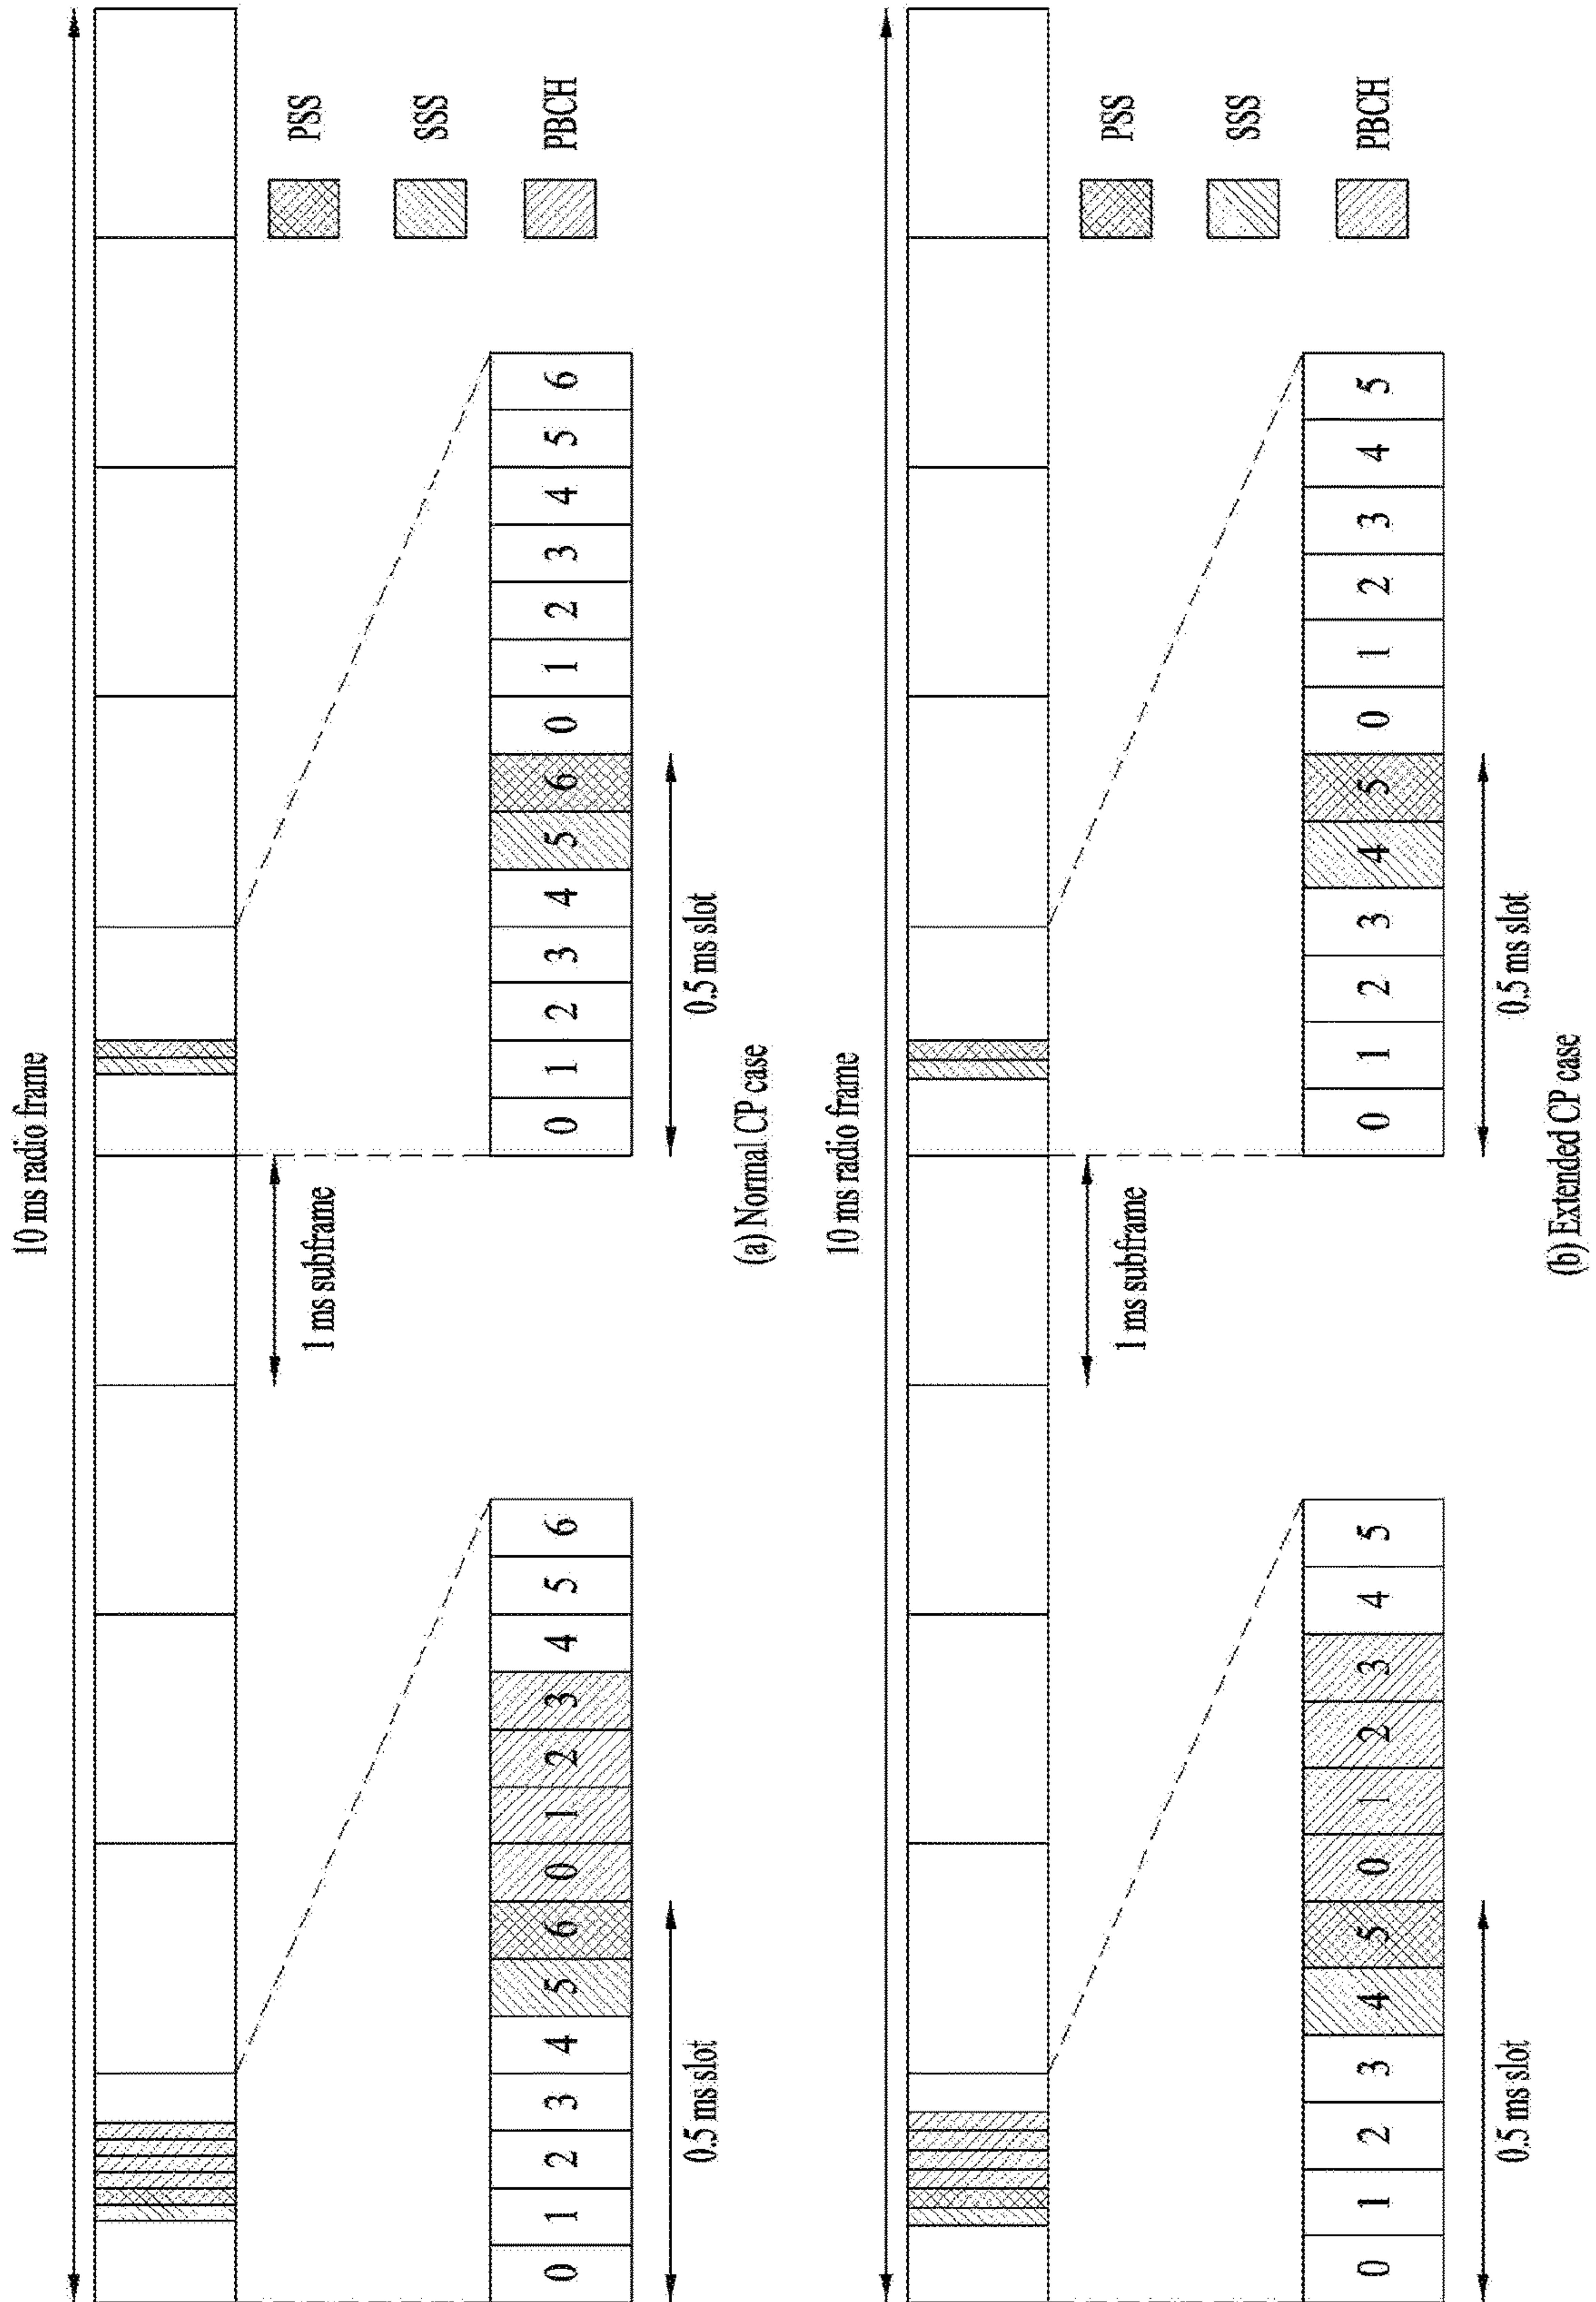 10 ms radio frame
1 ms subframe
PSS
SSS
PBCH
0 1 2 3 4 5 6 0 1 2 3 4 5 6
0 1 2 3 4 5 6 0 1 2 3 4 5 6
0.5 ms slot
0.5 ms slot
(a) Normal CP case
10 ms radio frame
1 ms subframe
PSS
SSS
PBCH
0 1 2 3 4 5 0 1 2 3 4 5
0 1 2 3 4 5 0 1 2 3 4 5
0.5 ms slot
0.5 ms slot
(b) Extended CP case